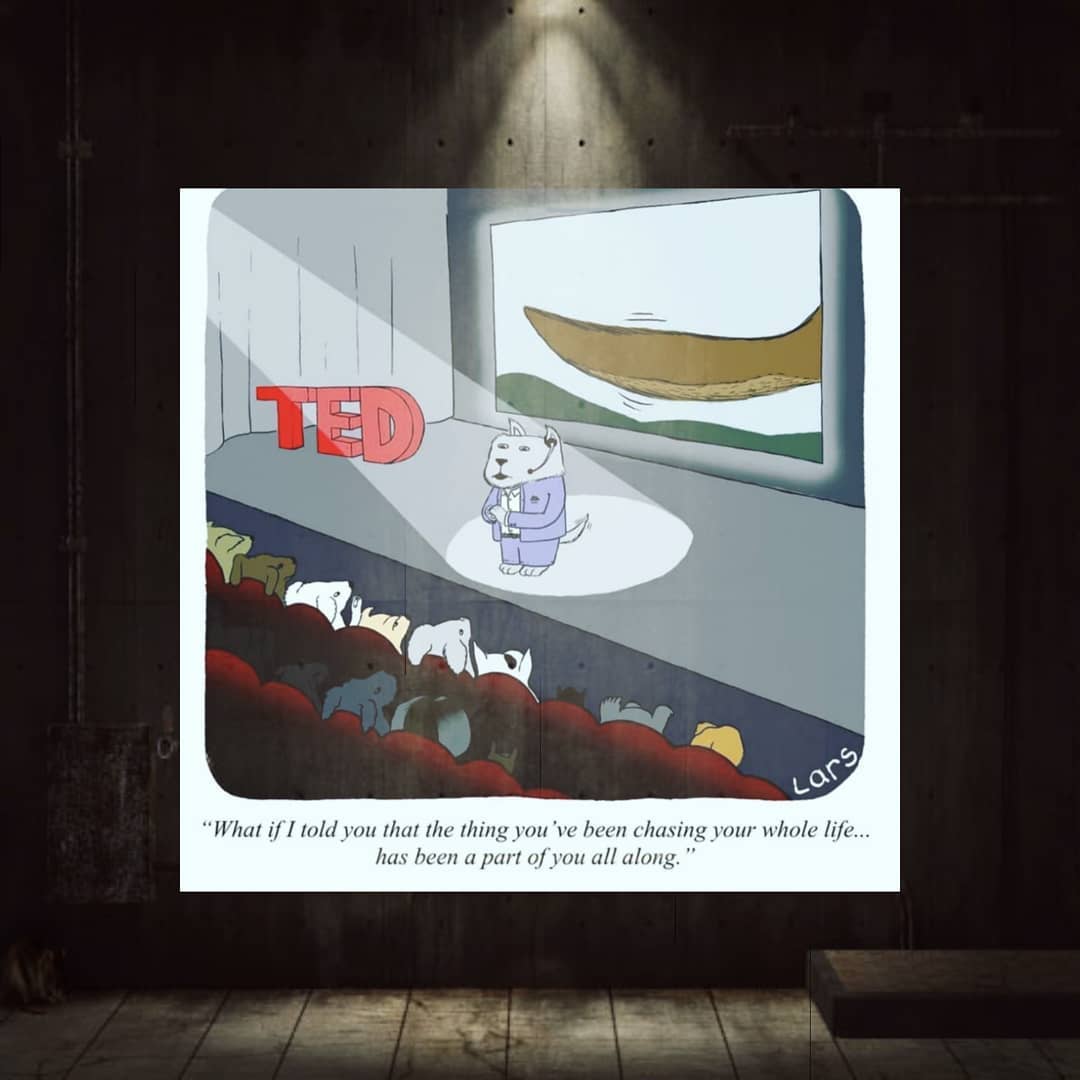 TED
Lars
“What if I told you that the thing you’ve been chasing your whole life...
has been a part of you all along.”